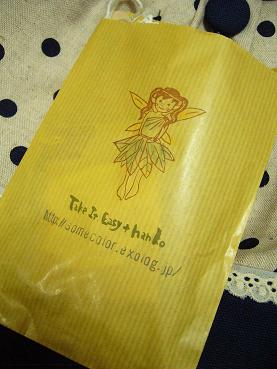 Take It Easy + hanko
http://somecolor.exblog.jp/